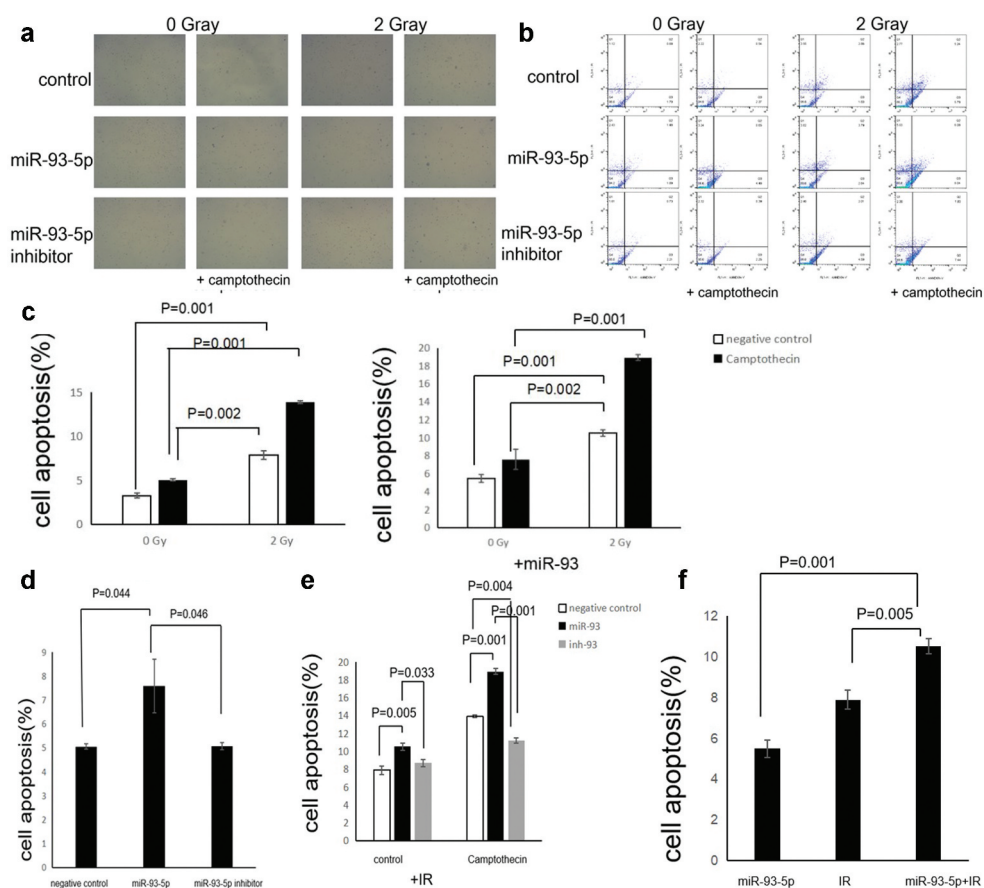 a
0 Gray
2 Gray
control
miR-93-5p
miR-93-5p
inhibitor
+ camptothecin
+ camptothecin
b
0 Gray
2 Gray
control
miR-93-5p
miR-93-5p
inhibitor
+ camptothecin
+ camptothecin
c
P=0.001
P=0.001
P=0.002
cell apoptosis(%)
15
10
5
0
0 Gy
2 Gy
P=0.001
P=0.001
P=0.002
cell apoptosis(%)
20
18
16
14
12
10
8
6
4
2
0
0 Gy
2 Gy
+miR-93
negative control
Camptothecin
d
P=0.044
P=0.046
cell apoptosis(%)
9
8
7
6
5
4
3
2
1
0
negative control
miR-93-5p
miR-93-5p inhibitor
e
P=0.004
P=0.001
P=0.001
P=0.033
P=0.005
negative control
miR-93
inh-93
cell apoptosis(%)
20
18
16
14
12
10
8
6
4
2
0
control
Camptothecin
+IR
f
P=0.001
P=0.005
cell apoptosis(%)
12
10
8
6
4
2
0
miR-93-5p
IR
miR-93-5p+IR